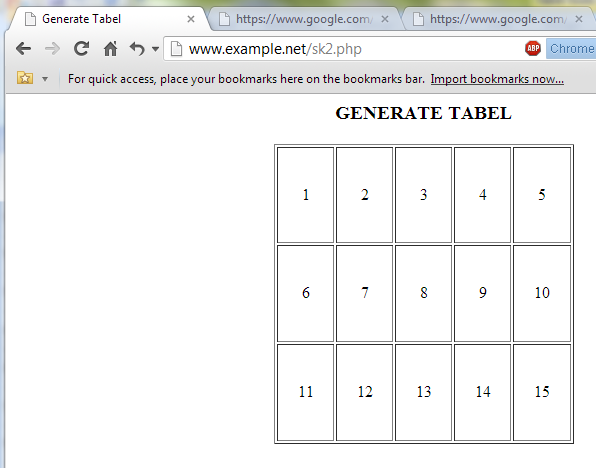 Generate Tabel
https://www.google.com/
https://www.google.com/
www.example.net/sk2.php
ABP
Chrome
For quick access, place your bookmarks here on the bookmarks bar. Import bookmarks now...
GENERATE TABEL
1 2 3 4 5
6 7 8 9 10
11 12 13 14 15